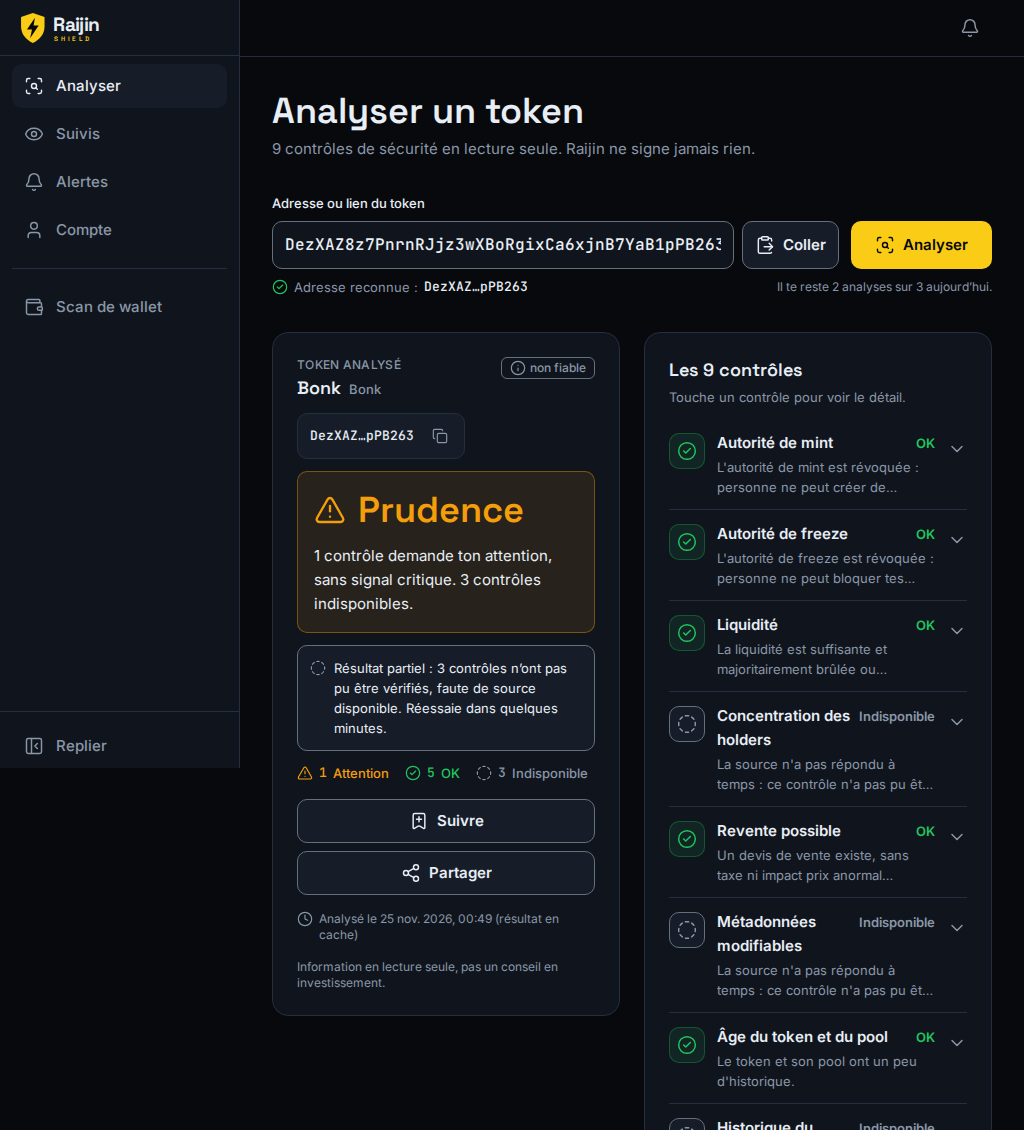 Raijin
SHIELD
Analyser
Suivis
Alertes
Compte
Scan de wallet
Replier
Analyser un token
9 contrôles de sécurité en lecture seule. Raijin ne signe jamais rien.
Adresse ou lien du token
DezXAZ8z7PnrnRJjz3wXBoRgixCa6xjnB7YaB1pPB263
Coller
Analyser
Adresse reconnue : DezXAZ…pPB263
Il te reste 2 analyses sur 3 aujourd’hui.
TOKEN ANALYSÉ
non fiable
Bonk Bonk
DezXAZ…pPB263
Prudence
1 contrôle demande ton attention,
sans signal critique. 3 contrôles
indisponibles.
Résultat partiel : 3 contrôles n’ont pas
pu être vérifiés, faute de source
disponible. Réessaie dans quelques
minutes.
1 Attention 5 OK 3 Indisponible
Suivre
Partager
Analysé le 25 nov. 2026, 00:49 (résultat en
cache)
Information en lecture seule, pas un conseil en
investissement.
Les 9 contrôles
Touche un contrôle pour voir le détail.
Autorité de mint OK
L'autorité de mint est révoquée :
personne ne peut créer de…
Autorité de freeze OK
L'autorité de freeze est révoquée :
personne ne peut bloquer tes…
Liquidité OK
La liquidité est suffisante et
majoritairement brûlée ou…
Concentration des Indisponible
holders
La source n'a pas répondu à
temps : ce contrôle n'a pas pu êt…
Revente possible OK
Un devis de vente existe, sans
taxe ni impact prix anormal…
Métadonnées Indisponible
modifiables
La source n'a pas répondu à
temps : ce contrôle n'a pas pu êt…
Âge du token et du pool OK
Le token et son pool ont un peu
d'historique.
Historique du Indisponible